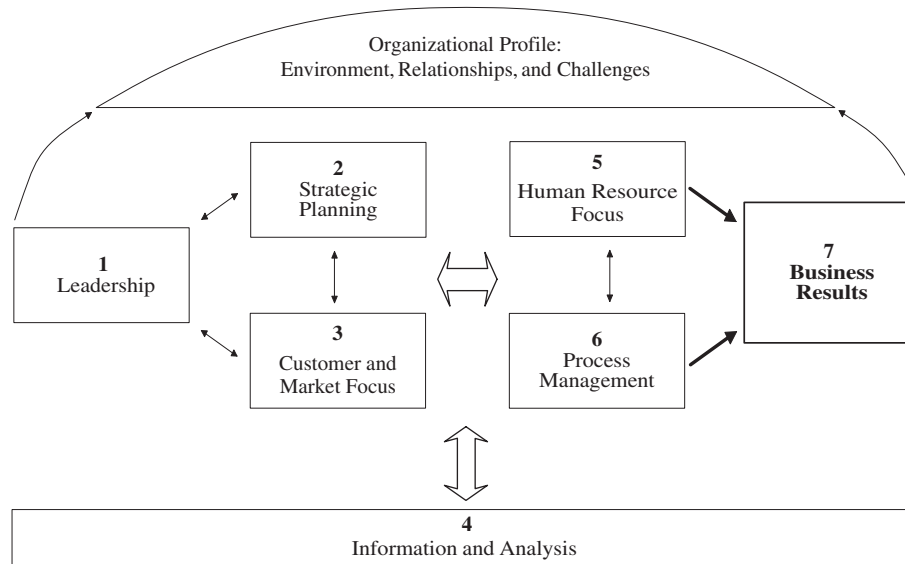 Organizational Profile:
Environment, Relationships, and Challenges
1
Leadership
2
Strategic
Planning
3
Customer and
Market Focus
5
Human Resource
Focus
6
Process
Management
7
Business
Results
4
Information and Analysis